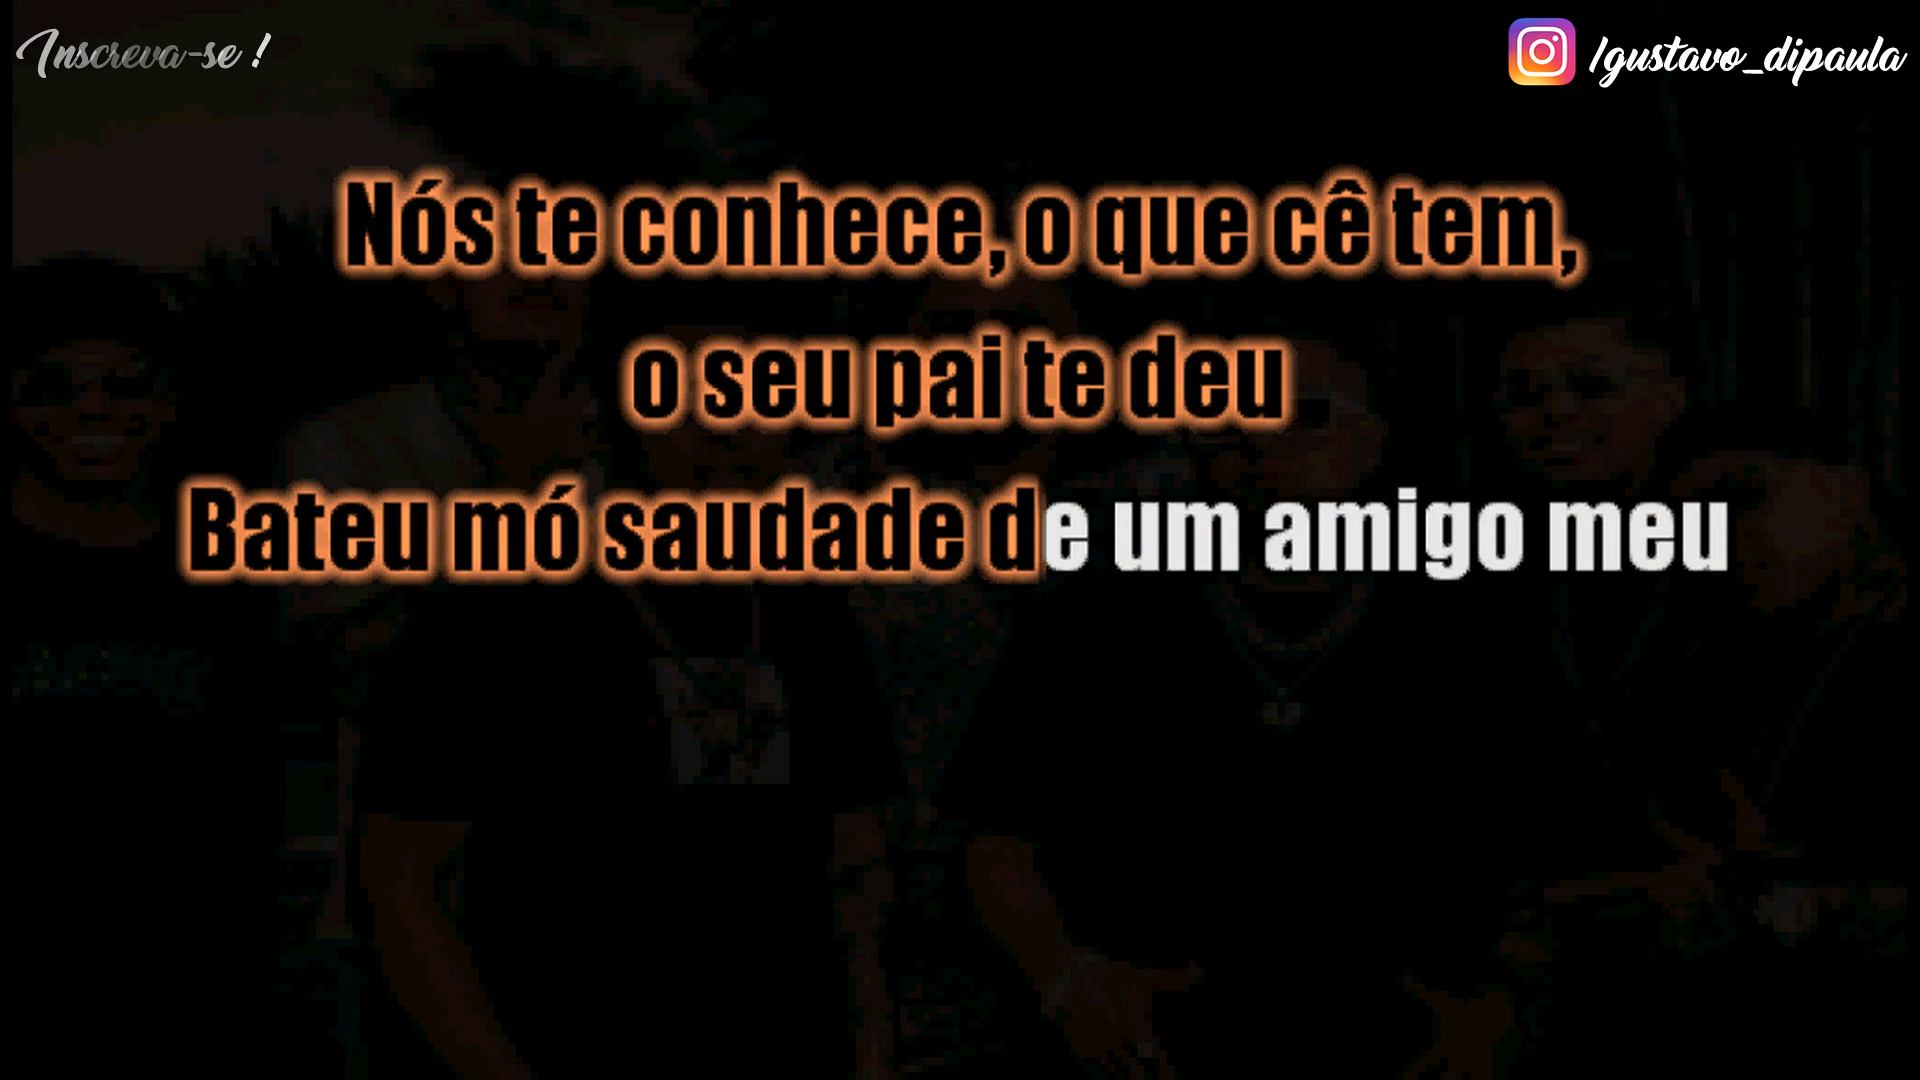 Inscreva-se !
/gustavo_dipaula
Nós te conhece, o que cê tem,
o seu pai te deu
Bateu mó saudade de um amigo meu